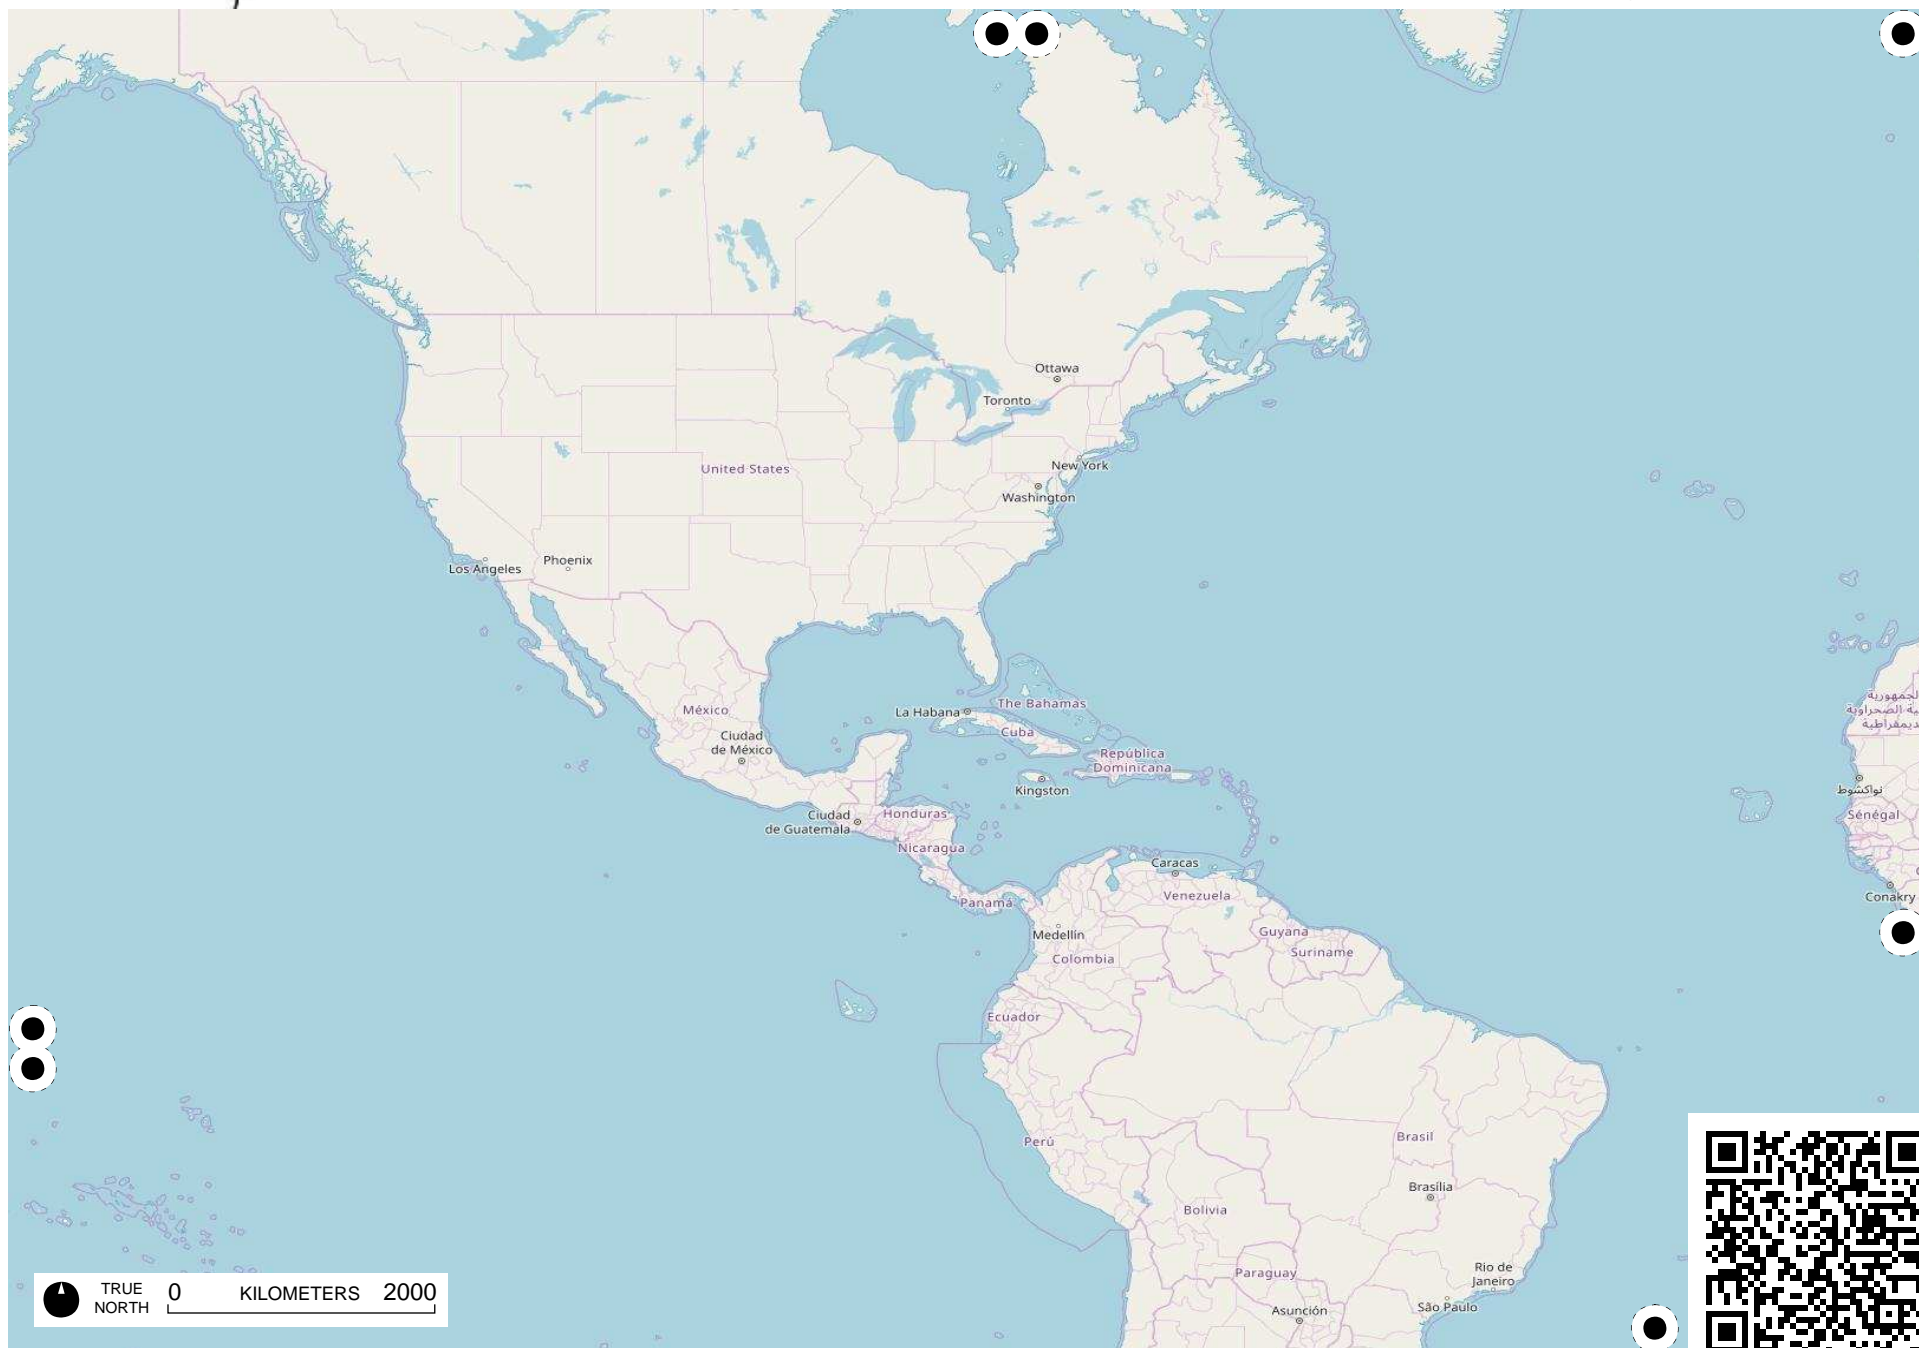 Ottawa
Toronto
New York
United States
Washington
Phoenix
Los Angeles
La Habana
The Bahamas
México
Cuba
Ciudad
de México
República
Dominicana
Kingston
نواكشوط
Ciudad
de Guatemala
Honduras
Sénégal
Nicaragua
Caracas
Venezuela
Conakry
Panamá
Medellín
Guyana
Colombia
Suriname
Ecuador
Perú
Brasil
Brasília
Bolivia
Rio de
Janeiro
Paraguay
São Paulo
Asunción
TRUE
NORTH
0 KILOMETERS 2000